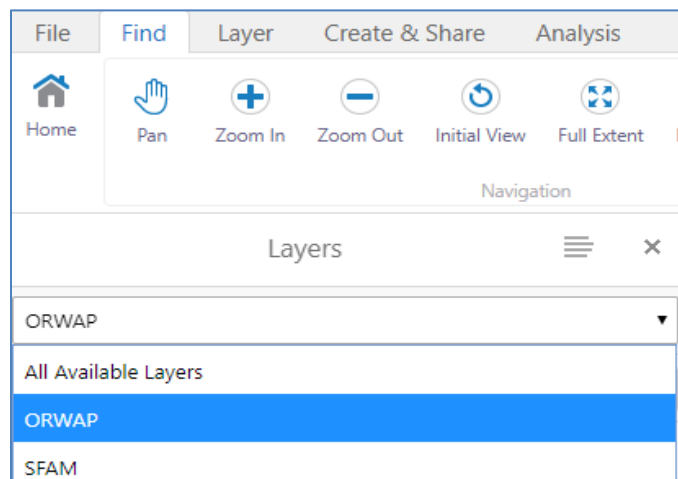 File Find Layer Create & Share Analysis
Home Pan Zoom In Zoom Out Initial View Full Extent
Navigation
Layers
ORWAP
All Available Layers
ORWAP
SFAM